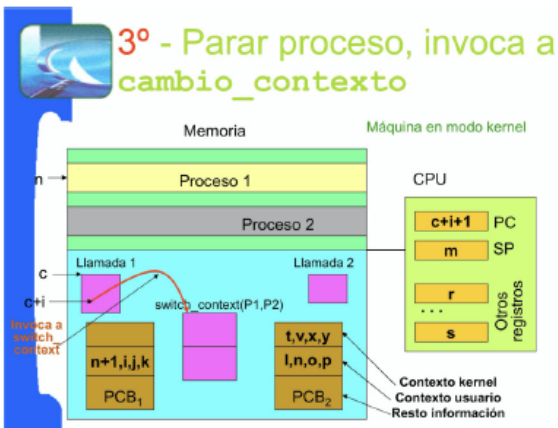 3º - Parar proceso, invoca a
cambio_contexto
Memoria
Máquina en modo kernel
n
Proceso 1
CPU
Proceso 2
c+i+1 PC
m SP
Llamada 1
Llamada 2
c
c+i
r
. . .
s
Otros
registros
switch_context(P1,P2)
Invoca a
switch_
context
t,v,x,y
n+1,i,j,k
l,n,o,p
PCB1
PCB2
Contexto kernel
Contexto usuario
Resto información